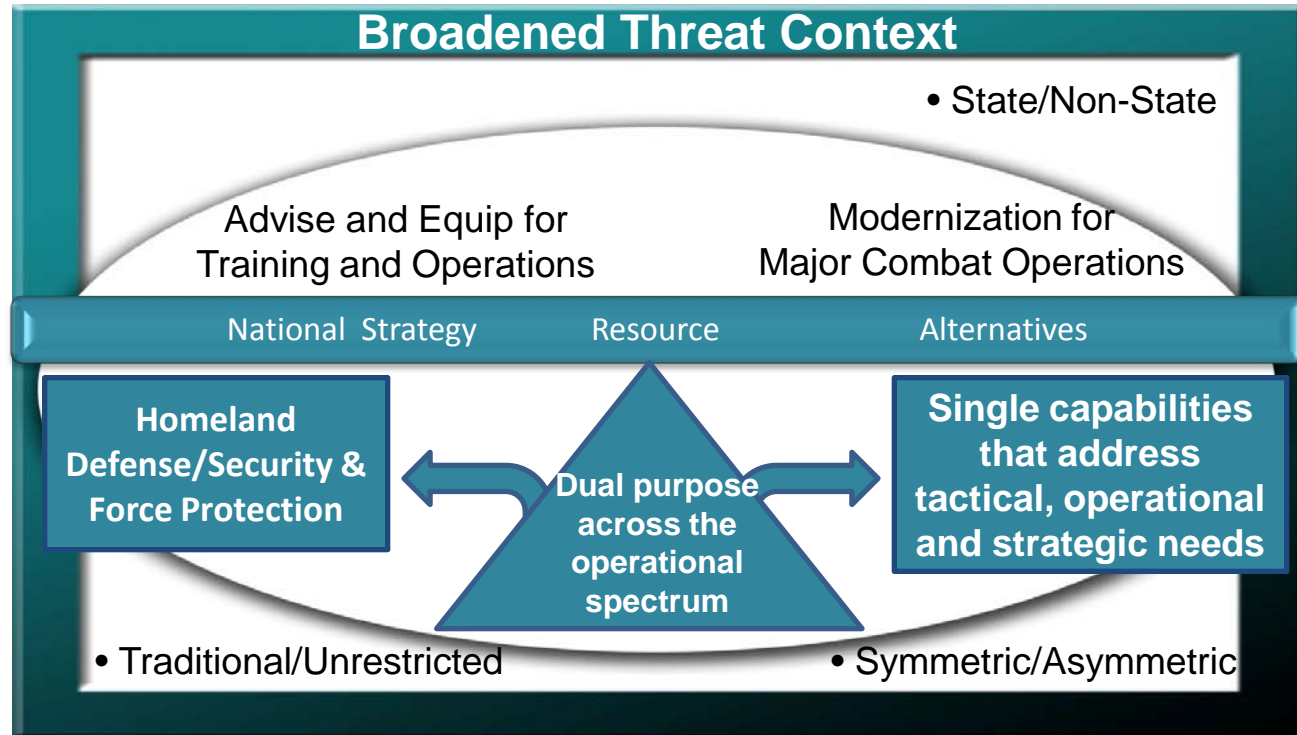 Broadened Threat Context
• State/Non-State
Advise and Equip for
Training and Operations
Modernization for
Major Combat Operations
National Strategy Resource Alternatives
Homeland
Defense/Security &
Force Protection
Dual purpose
across the
operational
spectrum
Single capabilities
that address
tactical, operational
and strategic needs
• Traditional/Unrestricted
• Symmetric/Asymmetric